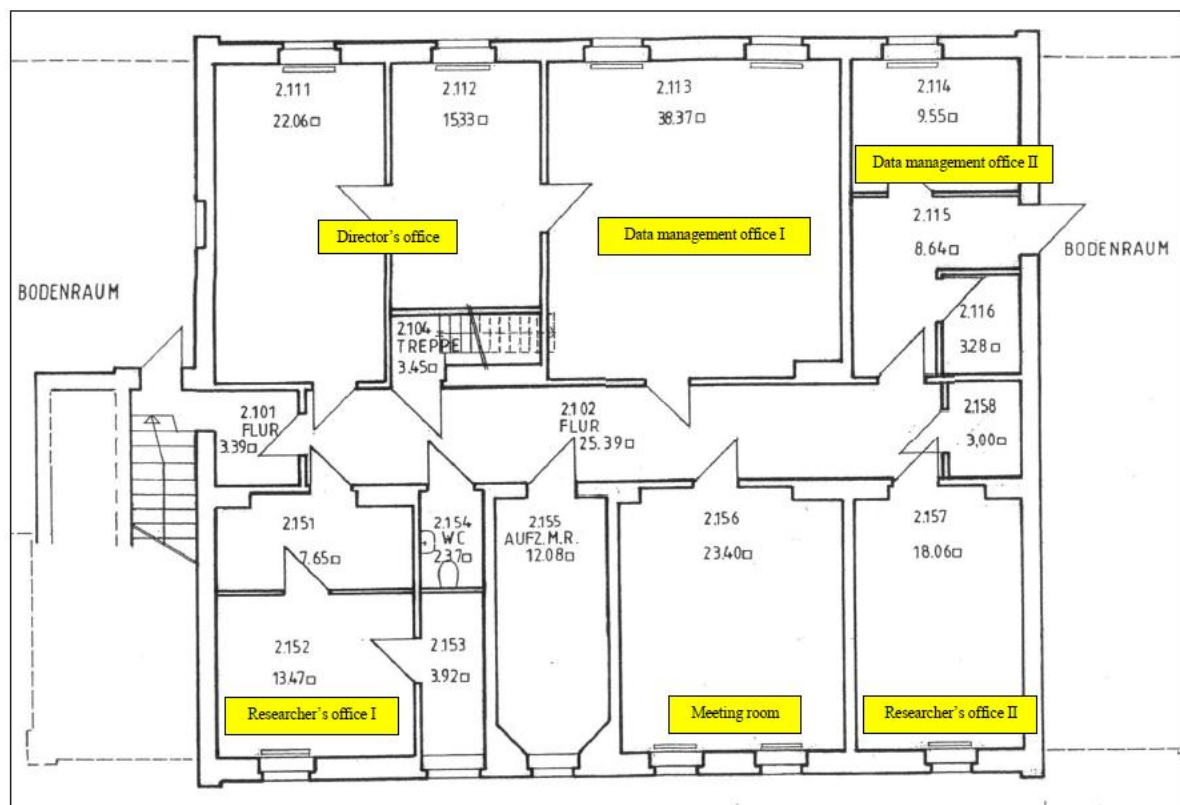 2.111
22.06□
2.112
15.33□
2.113
38.37□
2.114
9.55□
Data management office II
Director's office
Data management office I
2.115
8.64□
BODENRAUM
BODENRAUM
2.116
3.28□
2.104
TREPPE
3.45□
2.101
FLUR
3.39□
2.102
FLUR
25.39□
2.158
3,00□
2.151
7.65□
2.154
WC
2.37□
2.155
AUFZ.M.R.
12.08□
2.156
23.40□
2.157
18.06□
2.152
13.47□
2.153
3.92□
Researcher's office I
Meeting room
Researcher's office II